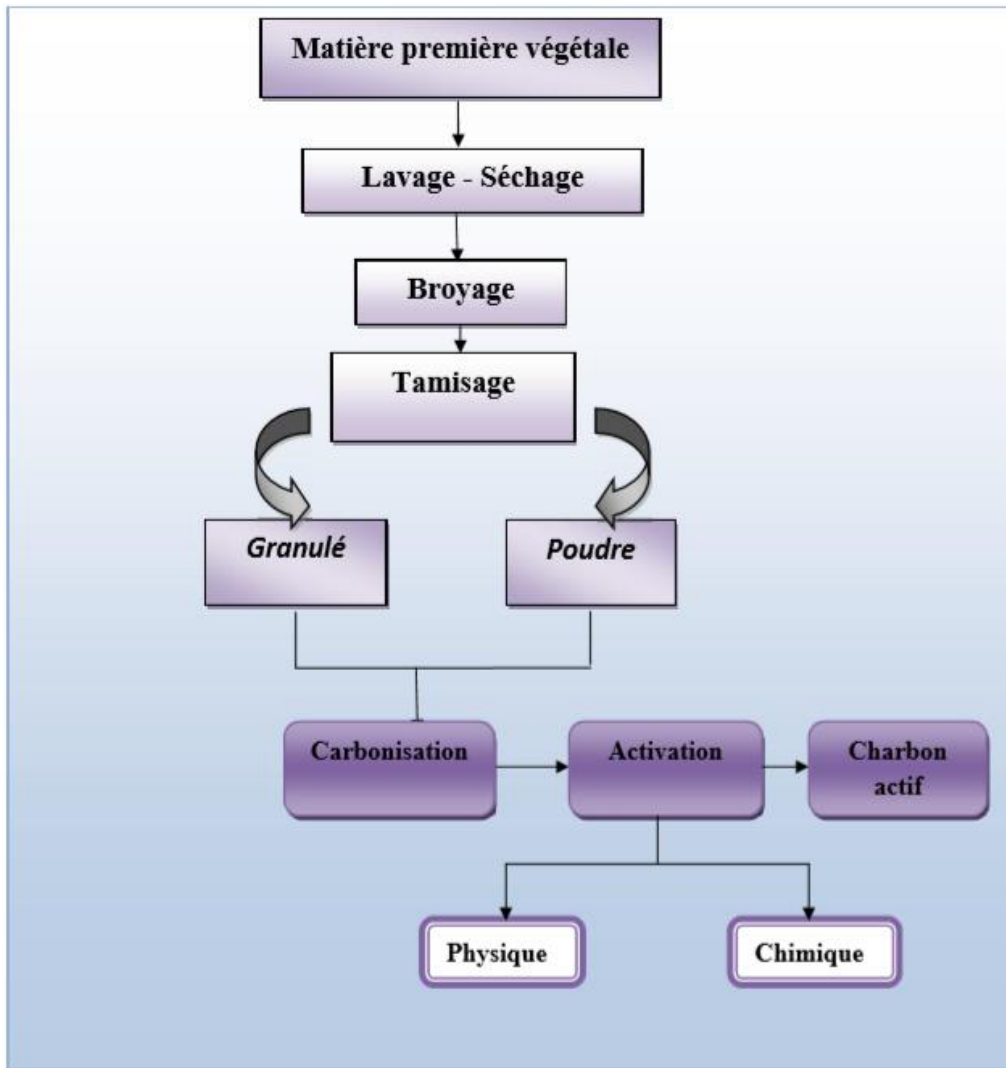 Matière première végétale
Lavage - Séchage
Broyage
Tamisage
Granulé
Poudre
Carbonisation
Activation
Charbon
actif
Physique
Chimique